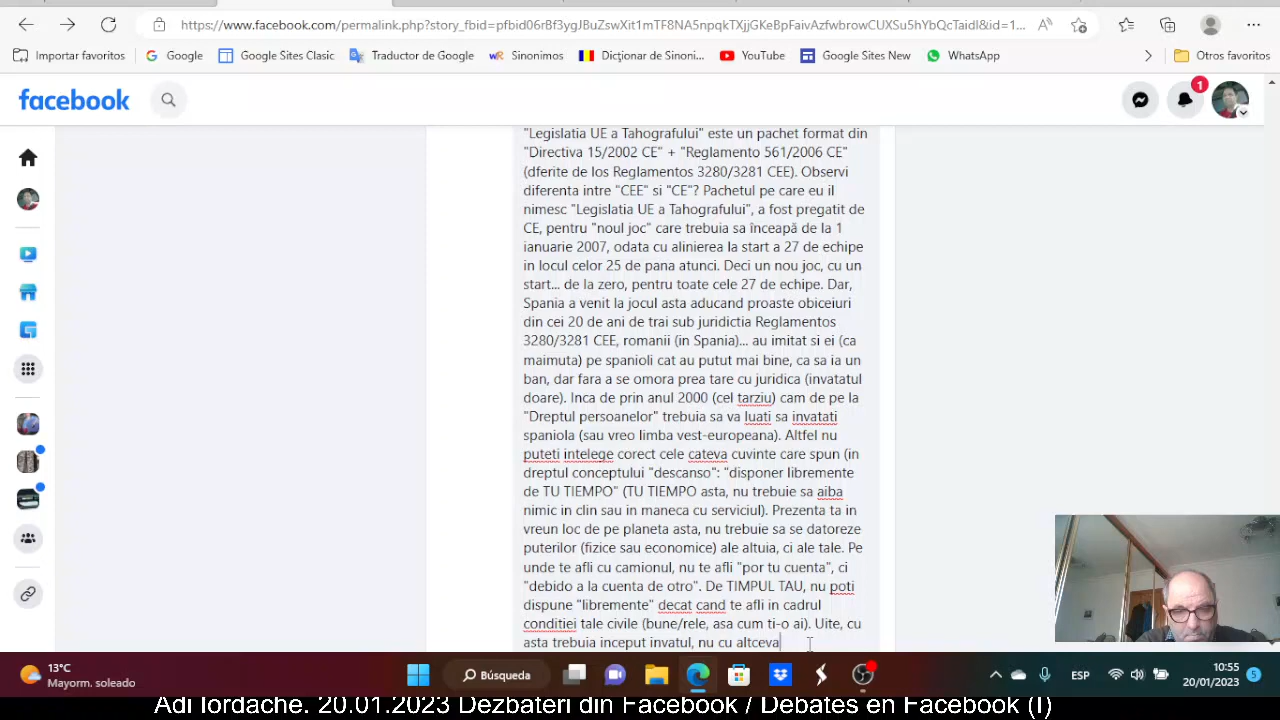 https://www.facebook.com/permalink.php?story_fbid=pfbid06rBf3ygJBuZswXit1mTF8NA5npqkTXjjGKeBpFaivAzfwbrowCUXSu5hYbQcTaidl&id=1...
Importar favoritos
Google
Google Sites Clasic
Traductor de Google
Sinonimos
Dicţionar de Sinoni...
YouTube
Google Sites New
WhatsApp
Otros favoritos
facebook
1
"Legislatia UE a Tahografului" este un pachet format din
"Directiva 15/2002 CE" + "Reglamento 561/2006 CE"
(dferite de los Reglamentos 3280/3281 CEE). Observi
diferenta intre "CEE" si "CE"? Pachetul pe care eu il
nimesc "Legislatia UE a Tahografului", a fost pregatit de
CE, pentru "noul joc" care trebuia sa înceapă de la 1
ianuarie 2007, odata cu alinierea la start a 27 de echipe
in locul celor 25 de pana atunci. Deci un nou joc, cu un
start... de la zero, pentru toate cele 27 de echipe. Dar,
Spania a venit la jocul asta aducand proaste obiceiuri
din cei 20 de ani de trai sub juridictia Reglamentos
3280/3281 CEE, romanii (in Spania)... au imitat si ei (ca
maimuta) pe spanioli cat au putut mai bine, ca sa ia un
ban, dar fara a se omora prea tare cu juridica (invatatul
doare). Inca de prin anul 2000 (cel tarziu) cam de pe la
"Dreptul persoanelor" trebuia sa va luati sa invatati
spaniola (sau vreo limba vest-europeana). Altfel nu
puteti intelege corect cele cateva cuvinte care spun (in
dreptul conceptului "descanso": "disponer libremente
de TU TIEMPO" (TU TIEMPO asta, nu trebuie sa aiba
nimic in clin sau in maneca cu serviciul). Prezenta ta in
vreun loc de pe planeta asta, nu trebuie sa se datoreze
puterilor (fizice sau economice) ale altuia, ci ale tale. Pe
unde te afli cu camionul, nu te afli "por tu cuenta", ci
"debido a la cuenta de otro". De TIMPUL TAU, nu poti
dispune "libremente" decat cand te afli in cadrul
conditiei tale civile (bune/rele, asa cum ti-o ai). Uite, cu
asta trebuia inceput invatul, nu cu altceva
13°C
Mayorm. soleado
Búsqueda
ESP
10:55
20/01/2023
5
Adi Iordache. 20.01.2023 Dezbateri din Facebook / Debates en Facebook (I)